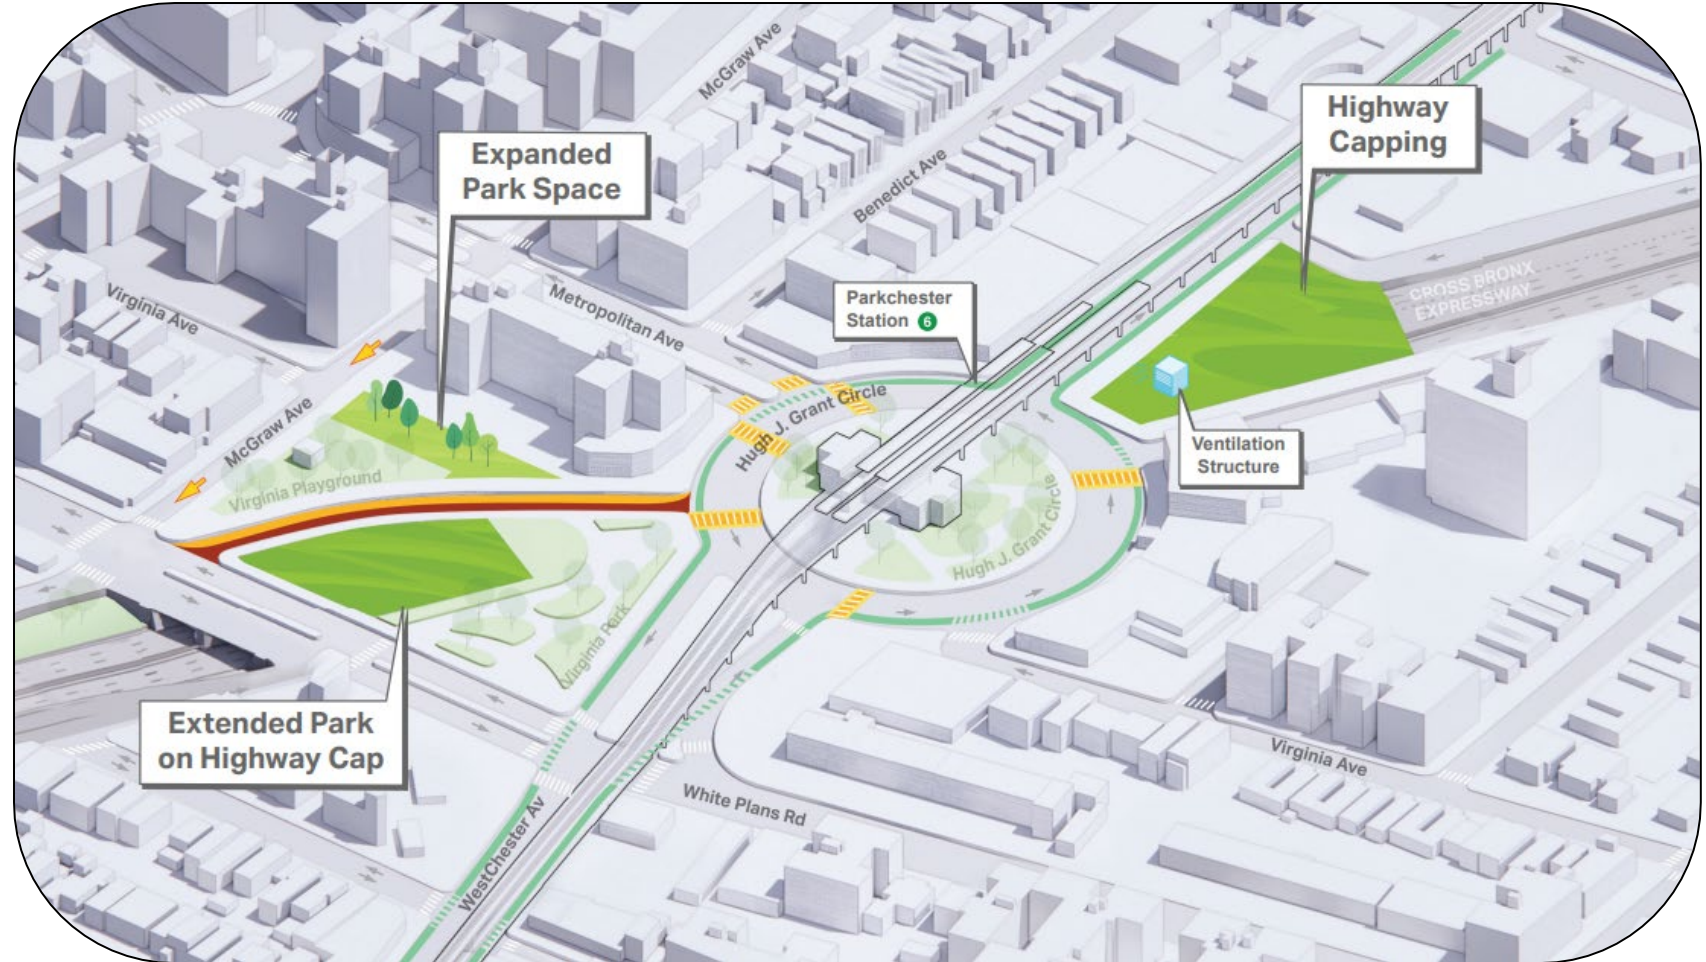 McGraw Ave
Highway
Capping
Expanded
Park Space
Benedict Ave
CROSS BRONX
EXPRESSWAY
Virginia Ave
Metropolitan Ave
Parkchester
Station 6
Hugh J. Grant Circle
McGraw Ave
Ventilation
Structure
Virginia Playground
Hugh J. Grant Circle
Virginia Park
Extended Park
on Highway Cap
Virginia Ave
White Plans Rd
WestChester Av